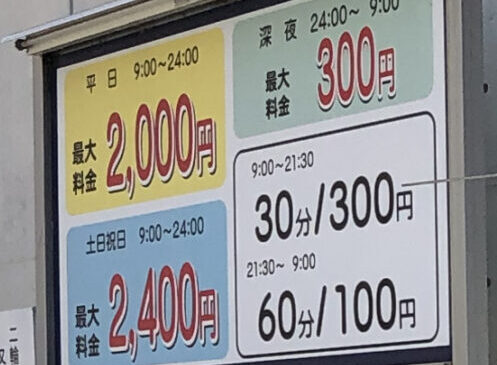 平日 9:00~24:00
最大料金 2,000円
土日祝日 9:00~24:00
最大料金 2,400円
深夜 24:00~ 9:00
最大料金 300円
9:00~21:30
30分/300円
21:30~ 9:00
60分/100円
二輪